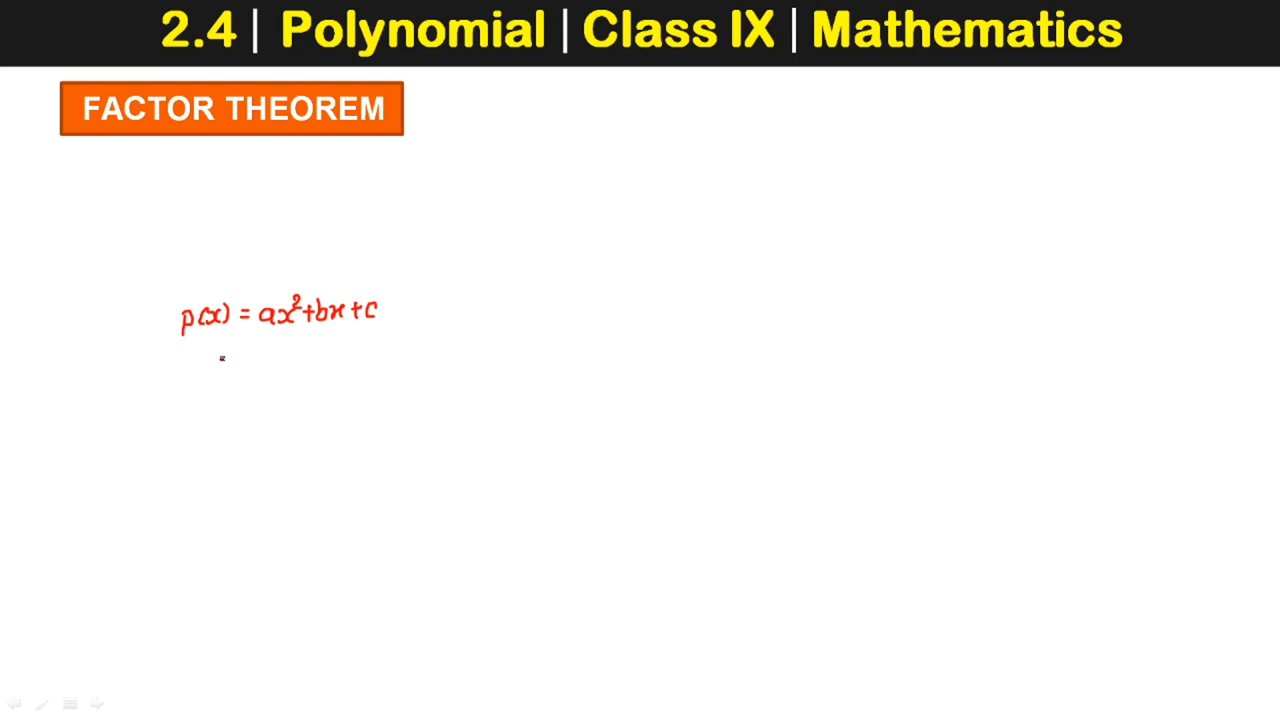 2.4 | Polynomial | Class IX | Mathematics
FACTOR THEOREM
p(x) = ax²+bx+c